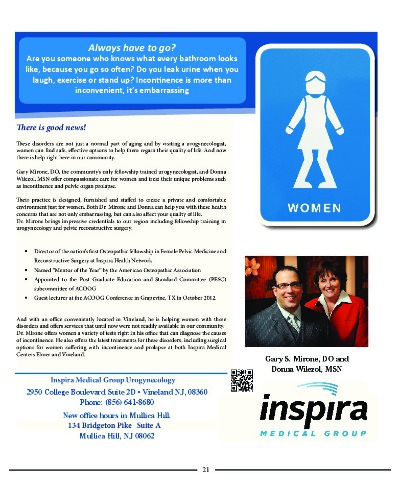 Always have to go?
Are you someone who knows what every bathroom looks
like, because you go so often? Do you leak urine when you
laugh, exercise or stand up? Incontinence is more than
inconvenient, it's embarrassing
WOMEN
There is good news!
These disorders are not just a normal part of aging and by visiting a urogynecologist,
women can find safe, effective options to help them regain their quality of life. And now
there is help right here in our community.
Gary Mirone, DO, the community's only fellowship trained urogynecologist, and Donna
Wilezol, MSN offer compassionate care for women and treat their unique problems such
as incontinence and pelvic organ prolapse.
Their practice is designed, furnished and staffed to create a private and comfortable
environment just for women. Both Dr. Mirone and Donna can help you with these health
concerns that are not only embarrassing, but can also affect your quality of life.
Dr. Mirone brings impressive credentials to our region including fellowship training in
urogynecology and pelvic reconstructive surgery.
• Director of the nation's first Osteopathic fellowship in Female Pelvic Medicine and
Reconstructive Surgery at Inspira Health Network
• Named "Mentor of the Year" by the American Osteopathic Association
• Appointed to the Post Graduate Education and Standard Committee (PESC)
subcommittee of ACOOG
• Guest lecturer at the ACOOG Conference in Grapevine, TX in October 2012.
And with an office conveniently located in Vineland, he is helping women with these
disorders and offers services that until now were not readily available in our community.
Dr. Mirone offers women a variety of tests right in his office that can diagnose the causes
of incontinence. He also offers the latest treatments for these disorders, including surgical
options for women suffering with incontinence and prolapse at both Inspira Medical
Centers Elmer and Vineland.
Gary S. Mirone, DO and
Donna Wilezol, MSN
Inspira Medical Group Urogynecology
2950 College Boulevard Suite 2D • Vineland NJ, 08360
Phone: (856) 641-8680
New office hours in Mullica Hill.
134 Bridgeton Pike Suite A
Mullica Hill, NJ 08062
inspira
MEDICAL GROUP
21